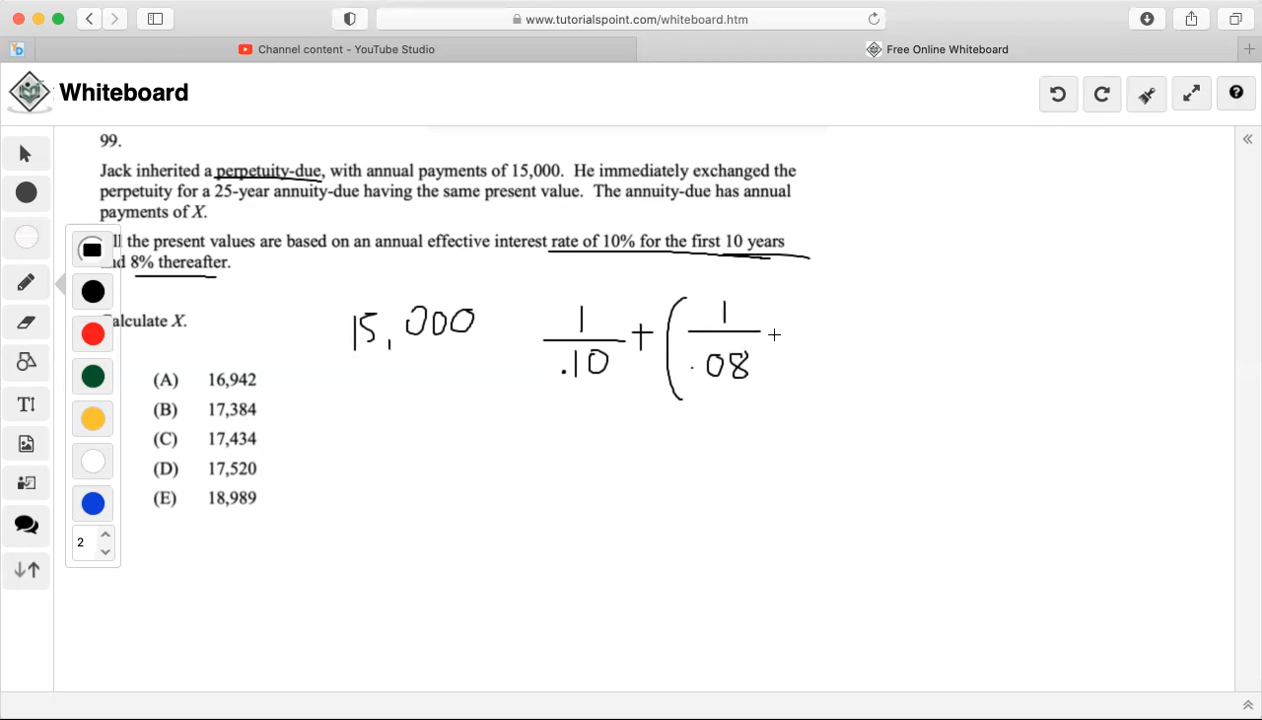 www.tutorialspoint.com/whiteboard.htm
Channel content - YouTube Studio
Free Online Whiteboard
Whiteboard
99.
Jack inherited a perpetuity-due, with annual payments of 15,000. He immediately exchanged the
perpetuity for a 25-year annuity-due having the same present value. The annuity-due has annual
payments of X.
ll the present values are based on an annual effective interest rate of 10% for the first 10 years
nd 8% thereafter.
alculate X.
15,000 1/.10 + ( 1/.08
(A) 16,942
(B) 17,384
(C) 17,434
(D) 17,520
(E) 18,989
T
2